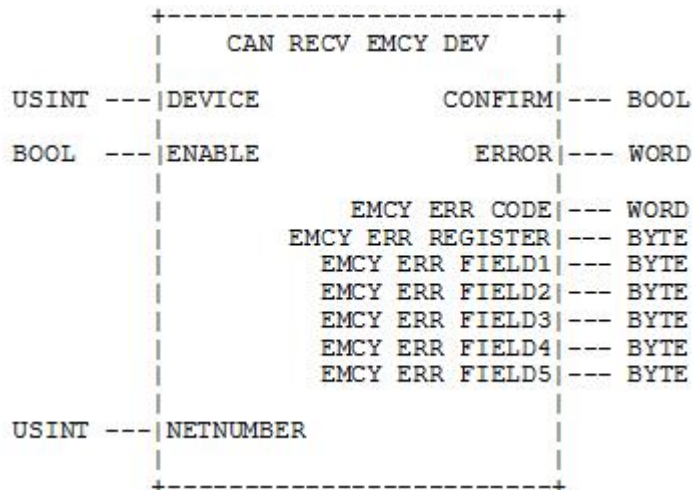 +-------------------------+
CAN RECV EMCY DEV
USINT ---|DEVICE CONFIRM|--- BOOL
BOOL ---|ENABLE ERROR|--- WORD
EMCY ERR CODE|--- WORD
EMCY ERR REGISTER|--- BYTE
EMCY ERR FIELD1|--- BYTE
EMCY ERR FIELD2|--- BYTE
EMCY ERR FIELD3|--- BYTE
EMCY ERR FIELD4|--- BYTE
EMCY ERR FIELD5|--- BYTE
USINT ---|NETNUMBER
+-------------------------+